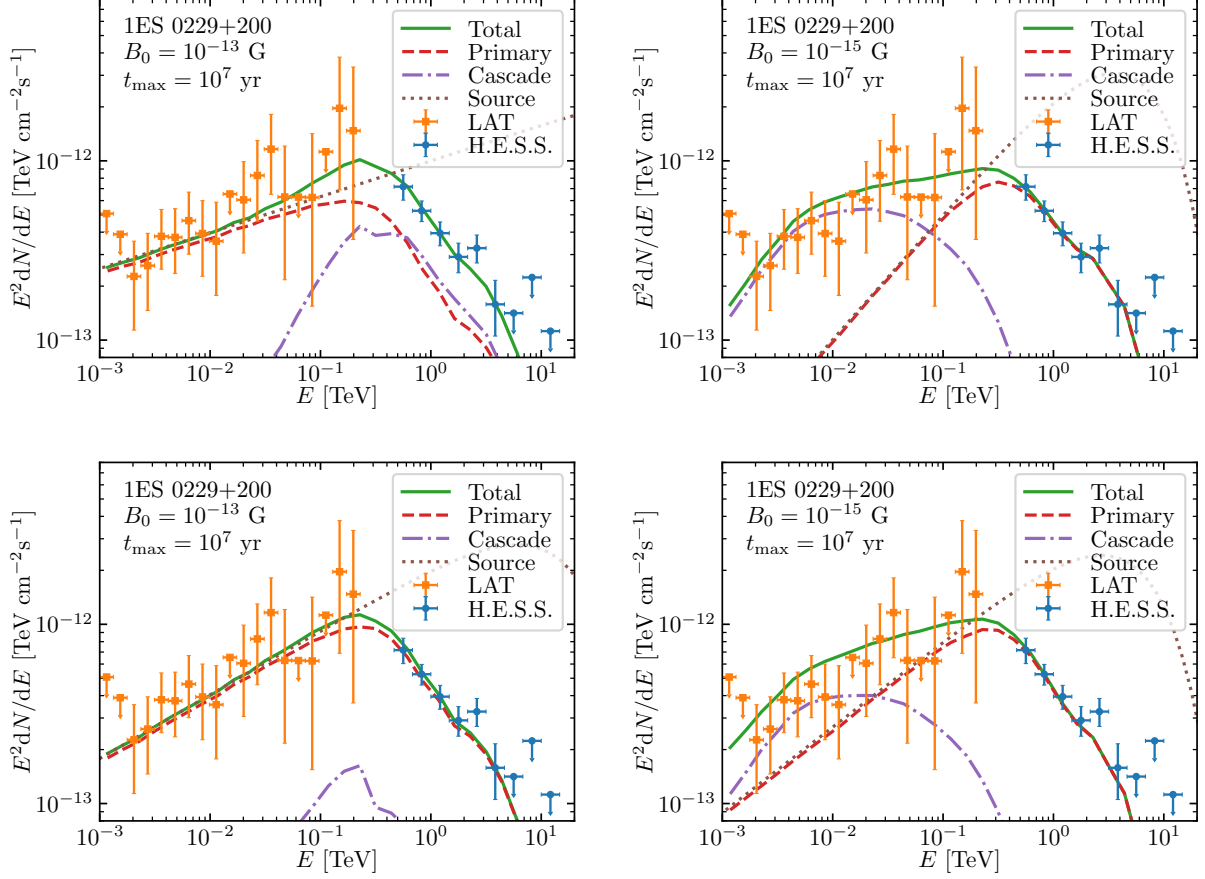 1ES 0229+200
B₀ = 10⁻¹³ G
t_max = 10⁷ yr
Total
Primary
Cascade
Source
LAT
H.E.S.S.
E²dN/dE [TeV cm⁻²s⁻¹]
10⁻¹²
10⁻¹³
10⁻³ 10⁻² 10⁻¹ 10⁰ 10¹
E [TeV]
1ES 0229+200
B₀ = 10⁻¹⁵ G
t_max = 10⁷ yr
Total
Primary
Cascade
Source
LAT
H.E.S.S.
E²dN/dE [TeV cm⁻²s⁻¹]
10⁻¹²
10⁻¹³
10⁻³ 10⁻² 10⁻¹ 10⁰ 10¹
E [TeV]
1ES 0229+200
B₀ = 10⁻¹³ G
t_max = 10⁷ yr
Total
Primary
Cascade
Source
LAT
H.E.S.S.
E²dN/dE [TeV cm⁻²s⁻¹]
10⁻¹²
10⁻¹³
10⁻³ 10⁻² 10⁻¹ 10⁰ 10¹
E [TeV]
1ES 0229+200
B₀ = 10⁻¹⁵ G
t_max = 10⁷ yr
Total
Primary
Cascade
Source
LAT
H.E.S.S.
E²dN/dE [TeV cm⁻²s⁻¹]
10⁻¹²
10⁻¹³
10⁻³ 10⁻² 10⁻¹ 10⁰ 10¹
E [TeV]